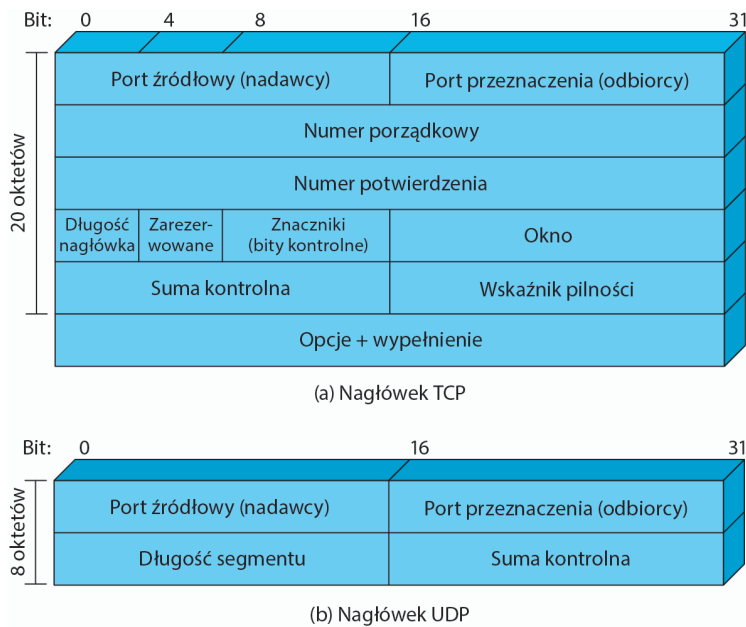 Bit: 0 4 8 16 31
Port źródłowy (nadawcy) Port przeznaczenia (odbiorcy)
Numer porządkowy
Numer potwierdzenia
Długość nagłówka Zarezer-wowane Znaczniki (bity kontrolne) Okno
Suma kontrolna Wskaźnik pilności
Opcje + wypełnienie
20 oktetów
(a) Nagłówek TCP
Bit: 0 16 31
Port źródłowy (nadawcy) Port przeznaczenia (odbiorcy)
Długość segmentu Suma kontrolna
8 oktetów
(b) Nagłówek UDP